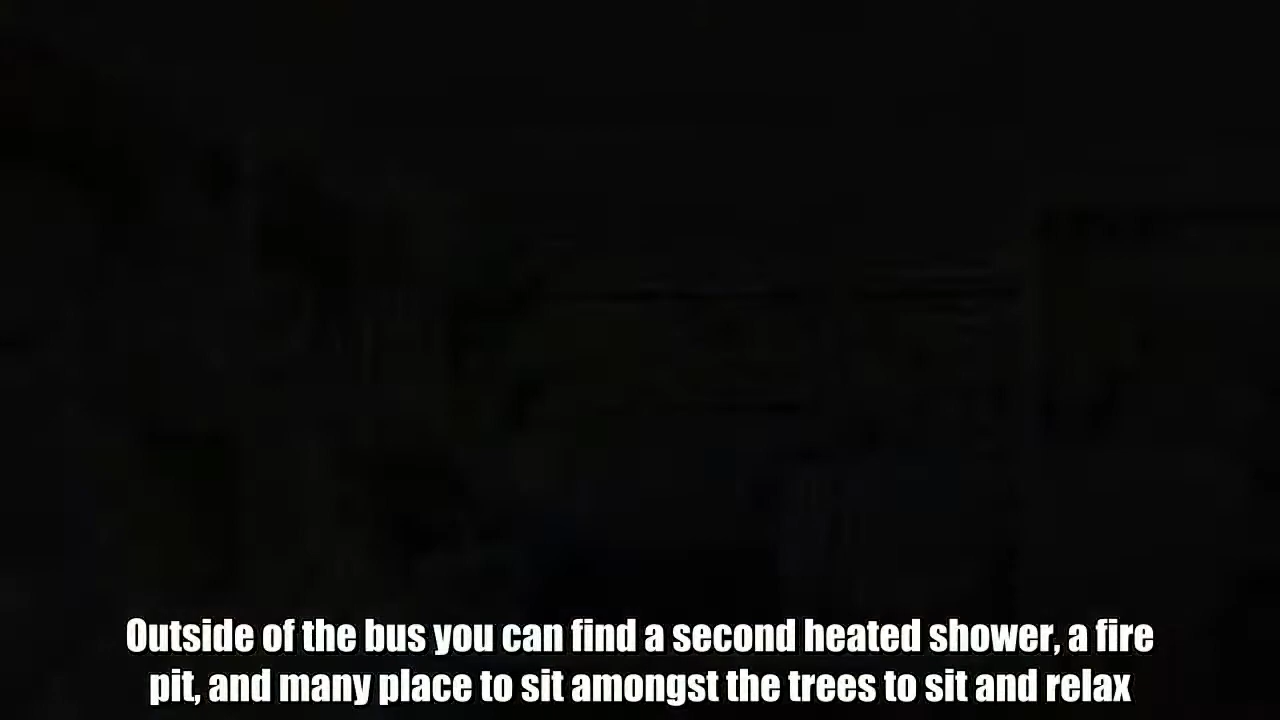 Outside of the bus you can find a second heated shower, a fire
pit, and many place to sit amongst the trees to sit and relax